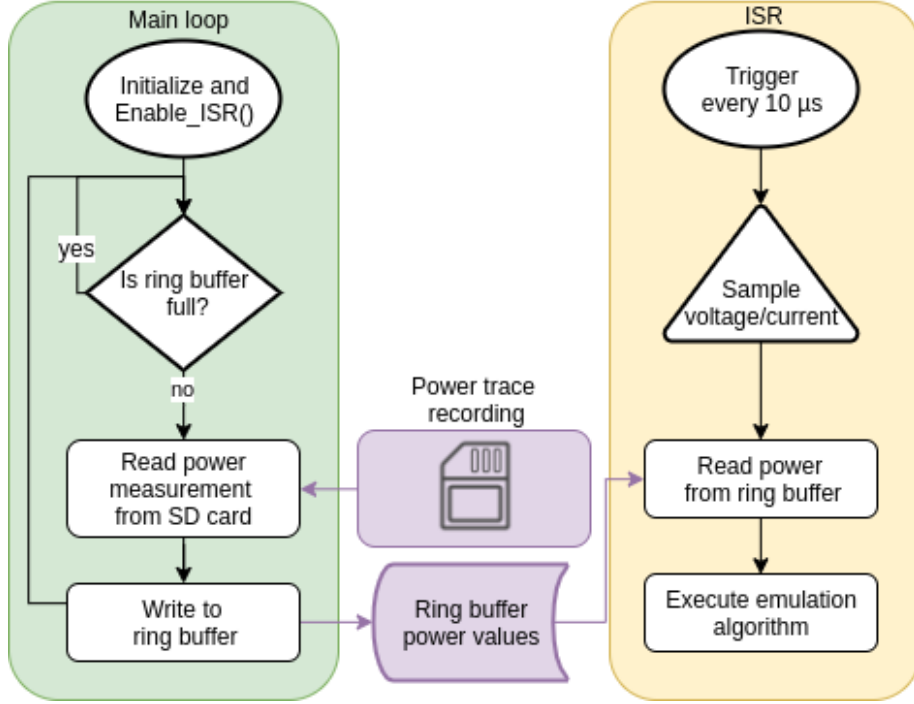 Main loop
Initialize and
Enable_ISR()
yes
Is ring buffer
full?
no
Read power
measurement
from SD card
Write to
ring buffer
Power trace
recording
Ring buffer
power values
ISR
Trigger
every 10 µs
Sample
voltage/current
Read power
from ring buffer
Execute emulation
algorithm